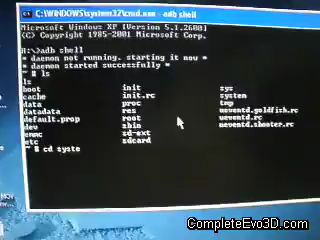 C:\WINDOWS\system32\cmd.exe - adb shell
Microsoft Windows XP [Version 5.1.2600]
(C) Copyright 1985-2001 Microsoft Corp.
H:\>adb shell
* daemon not running. starting it now *
* daemon started successfully *
~ # ls
ls
boot init sys
cache init.rc system
data proc tmp
datadata res ueventd.goldfish.rc
default.prop root ueventd.rc
dev sbin ueventd.shooter.rc
emmc sd-ext
etc sdcard
~ # cd syste
CompleteEvo3D.com